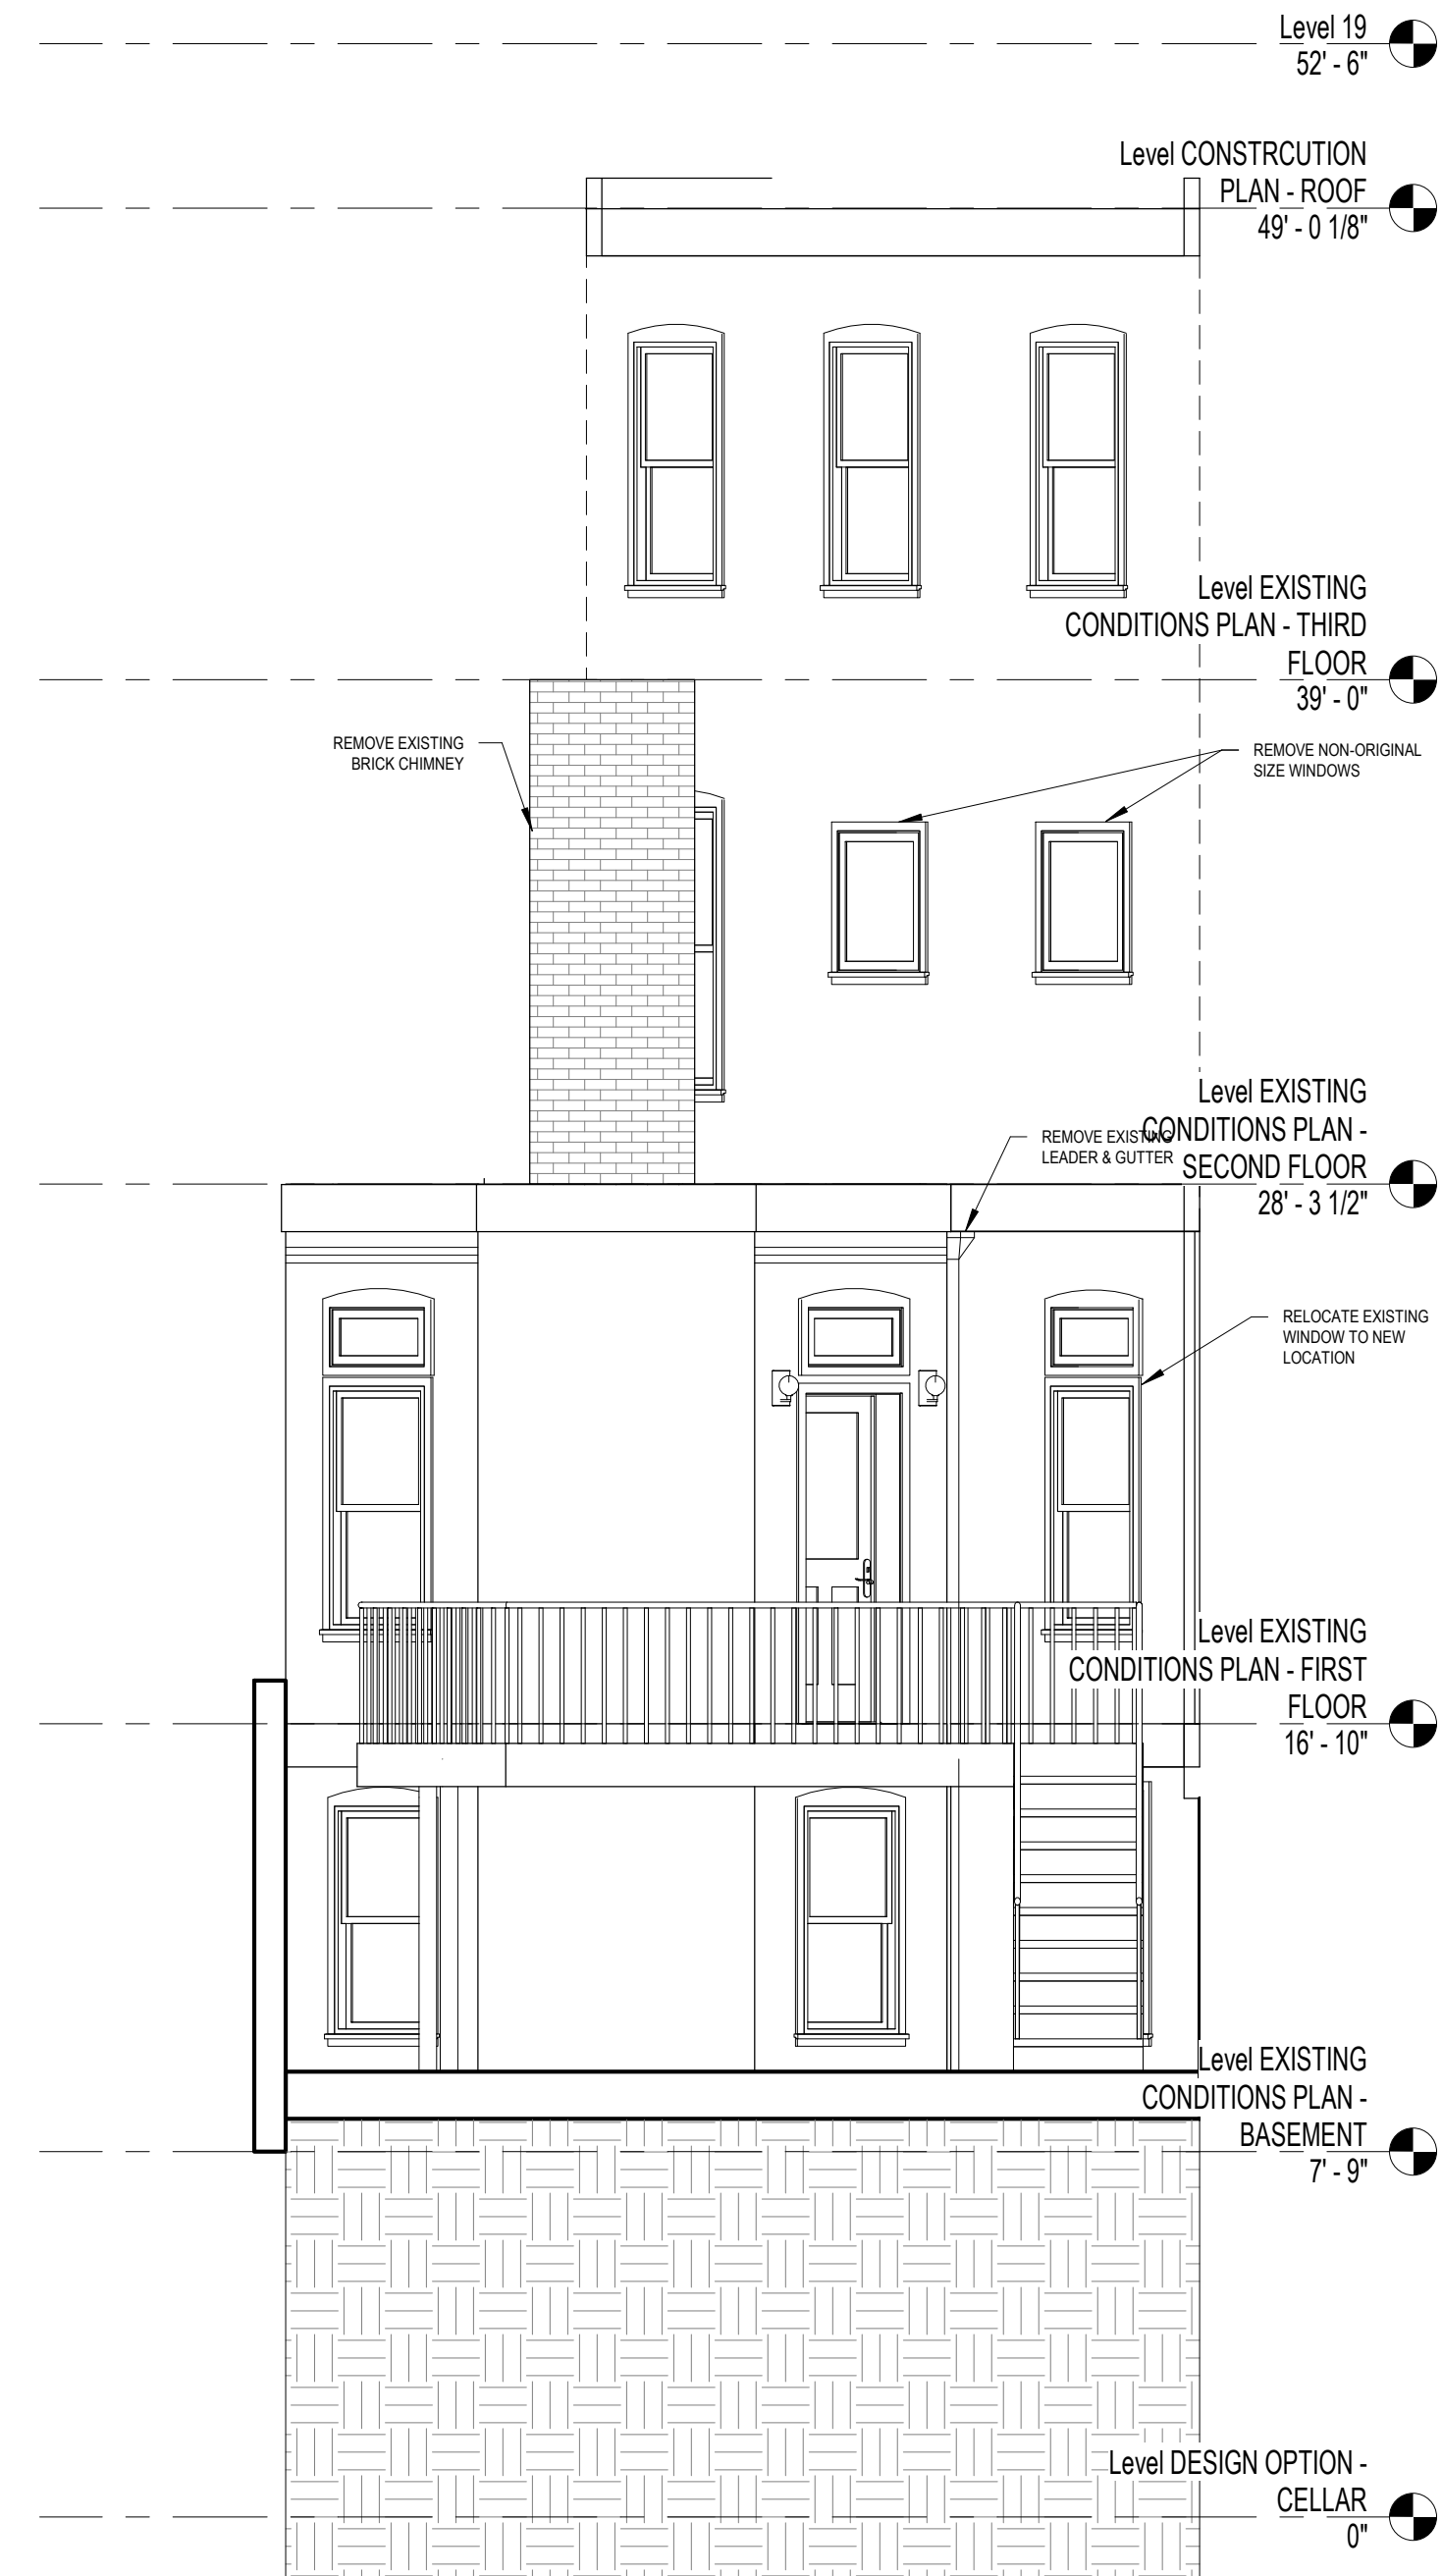 Level 19
52' - 6"
Level CONSTRCUTION
PLAN - ROOF
49' - 0 1/8"
Level EXISTING
CONDITIONS PLAN - THIRD
FLOOR
39' - 0"
REMOVE EXISTING
BRICK CHIMNEY
REMOVE NON-ORIGINAL
SIZE WINDOWS
Level EXISTING
CONDITIONS PLAN -
SECOND FLOOR
28' - 3 1/2"
REMOVE EXISTING
LEADER & GUTTER
RELOCATE EXISTING
WINDOW TO NEW
LOCATION
Level EXISTING
CONDITIONS PLAN - FIRST
FLOOR
16' - 10"
Level EXISTING
CONDITIONS PLAN -
BASEMENT
7' - 9"
Level DESIGN OPTION -
CELLAR
0"